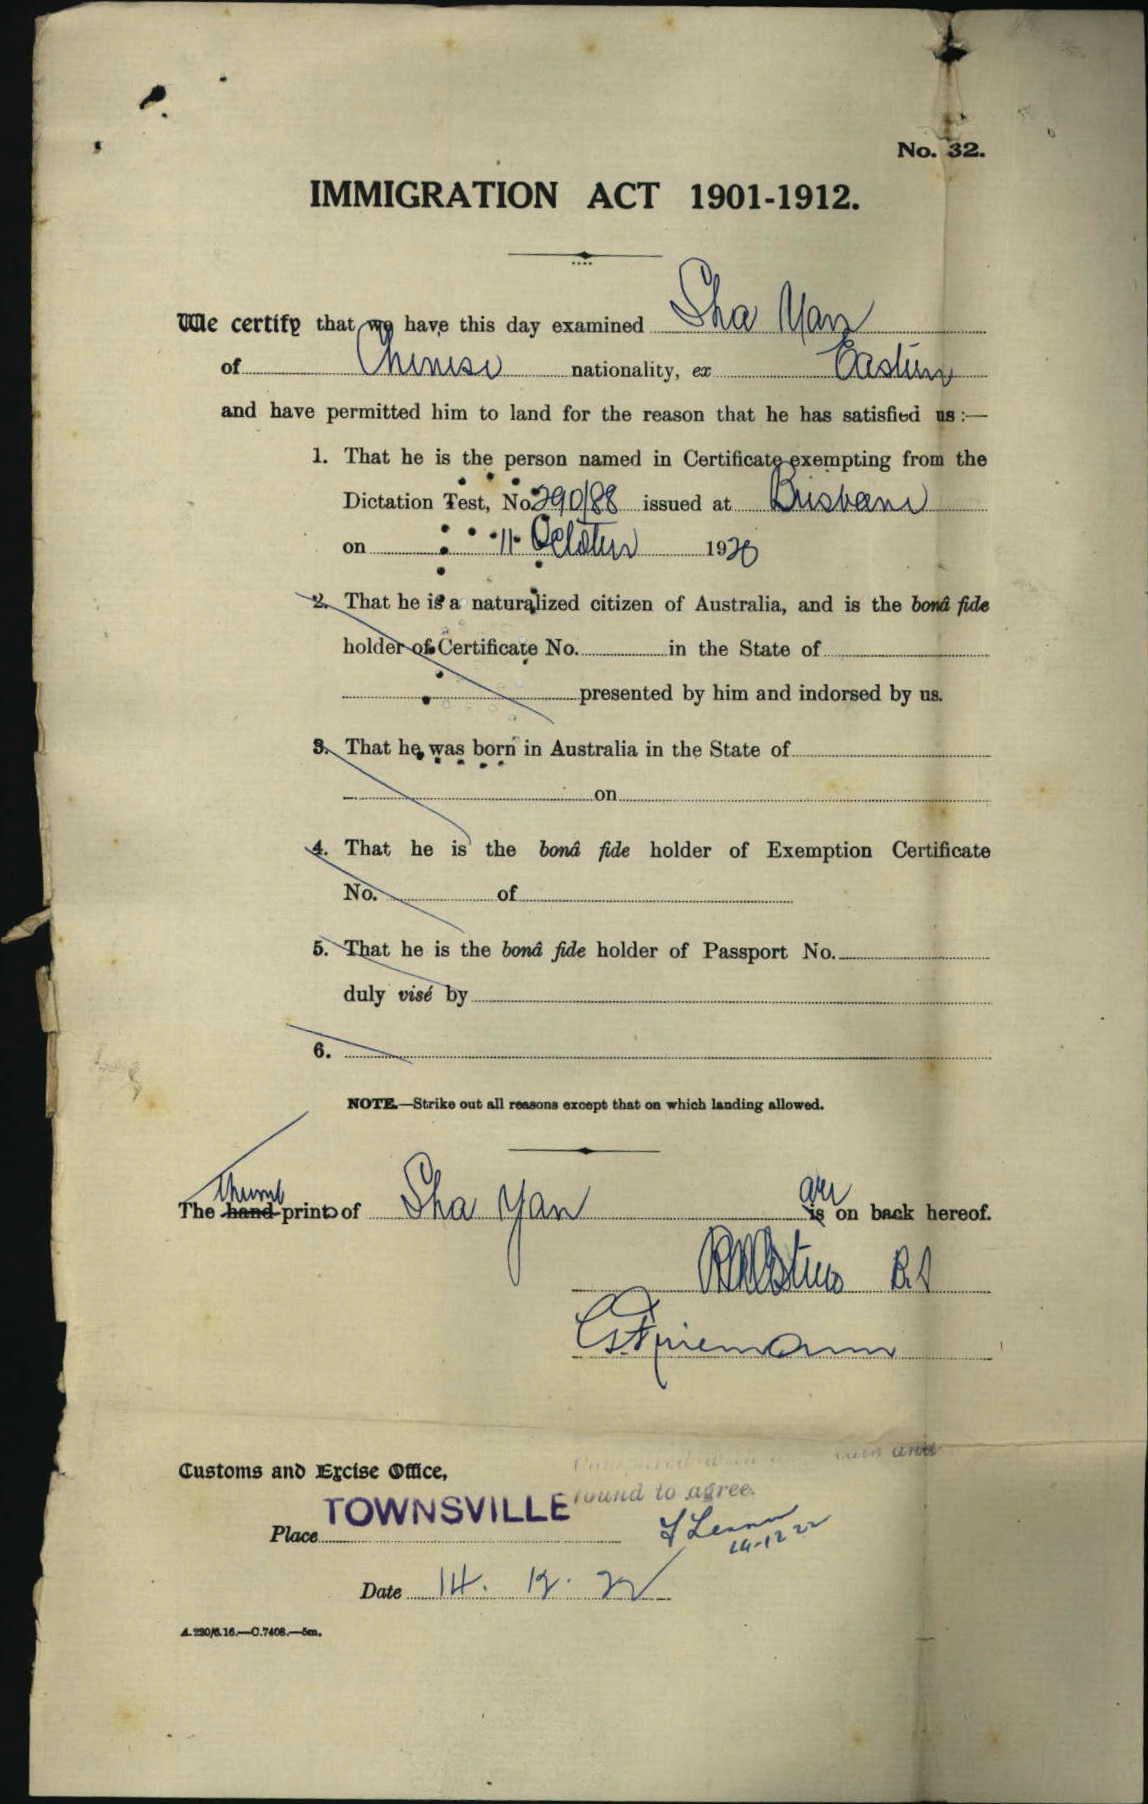 No. 32.
IMMIGRATION ACT 1901-1912.
We certify that we have this day examined Sha Yan
of Chinese nationality, ex Eastern
and have permitted him to land for the reason that he has satisfied us :—
1. That he is the person named in Certificate exempting from the
Dictation Test, No. 290/88 issued at Brisbane
on 11 October 1920
2. That he is a naturalized citizen of Australia, and is the bonâ fide
holder of Certificate No. in the State of
presented by him and indorsed by us.
3. That he was born in Australia in the State of
on
4. That he is the bonâ fide holder of Exemption Certificate
No. of
5. That he is the bonâ fide holder of Passport No.
duly visé by
6.
NOTE.—Strike out all reasons except that on which landing allowed.
thumb are
The hand prints of Sha Yan is on back hereof.
Customs and Excise Office,
and
found to agree.
TOWNSVILLE
Place
14-12 22
Date 14. 12. 22
A.220/6.16.—C.7408.—5m.